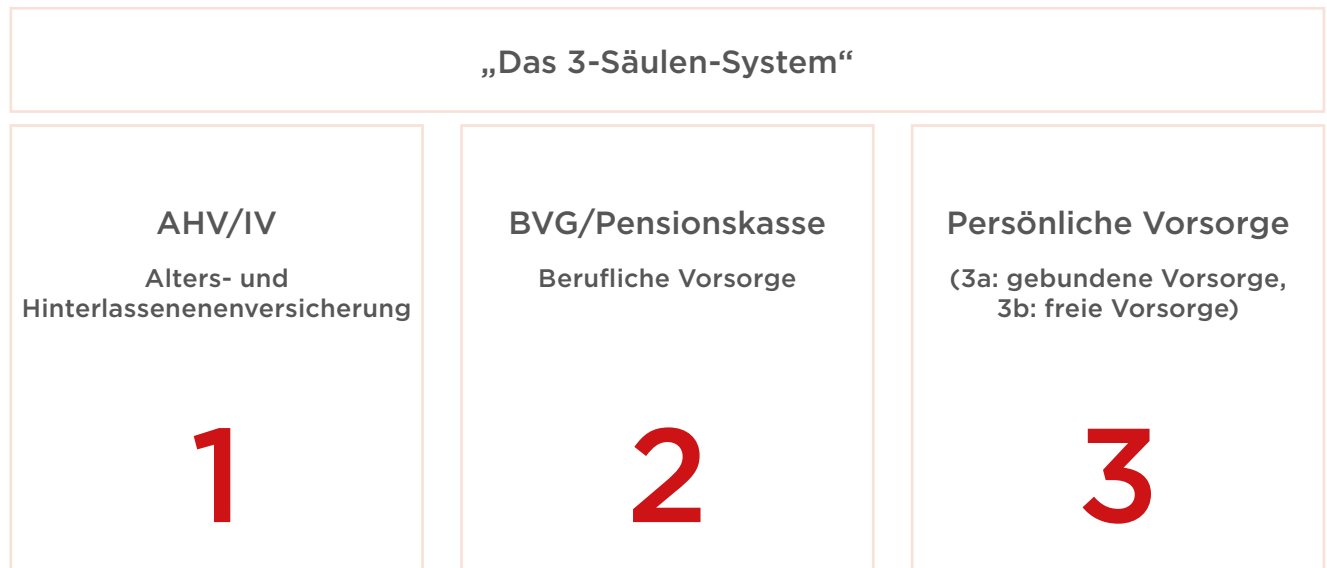 „Das 3-Säulen-System“
AHV/IV
Alters- und
Hinterlassenenenversicherung
1
BVG/Pensionskasse
Berufliche Vorsorge
2
Persönliche Vorsorge
(3a: gebundene Vorsorge,
3b: freie Vorsorge)
3